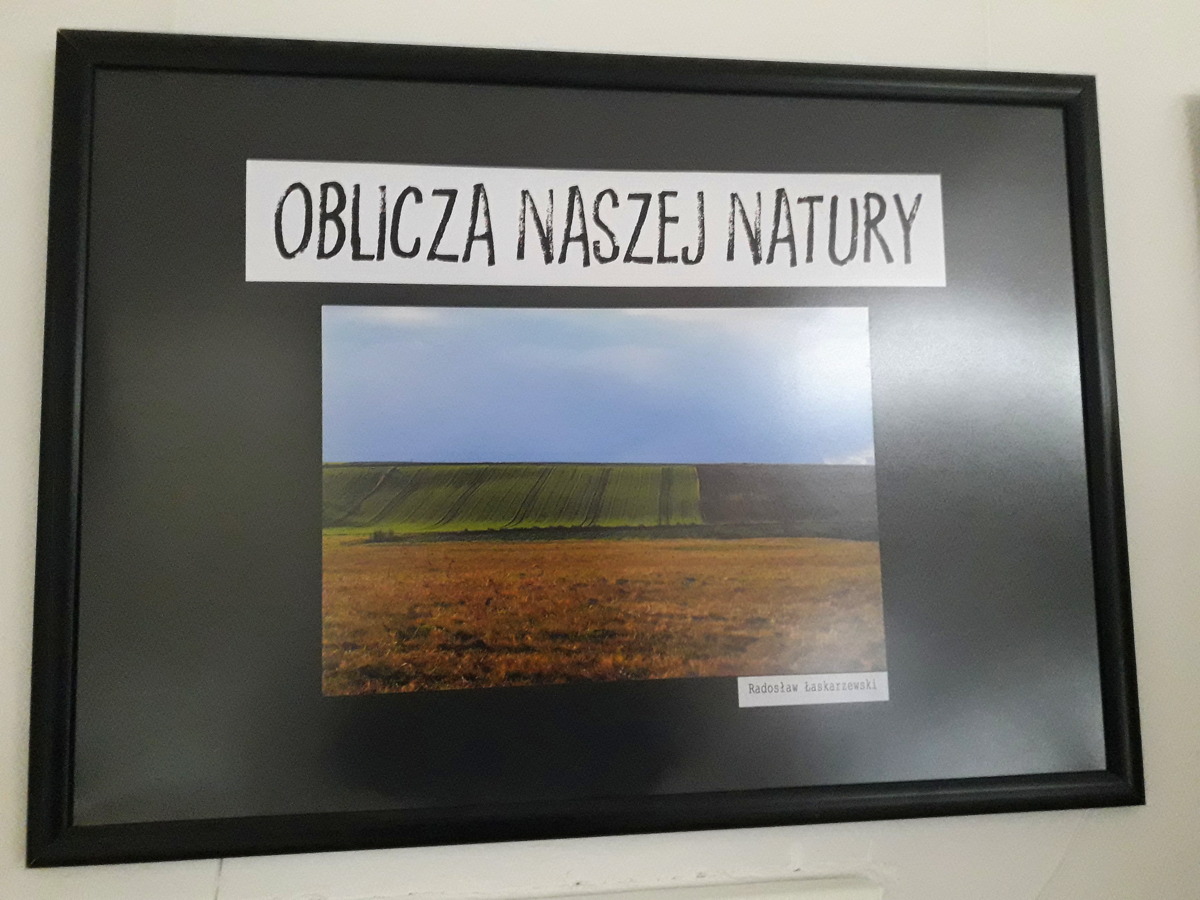 OBLICZA NASZEJ NATURY
Radosław Łaskarzewski